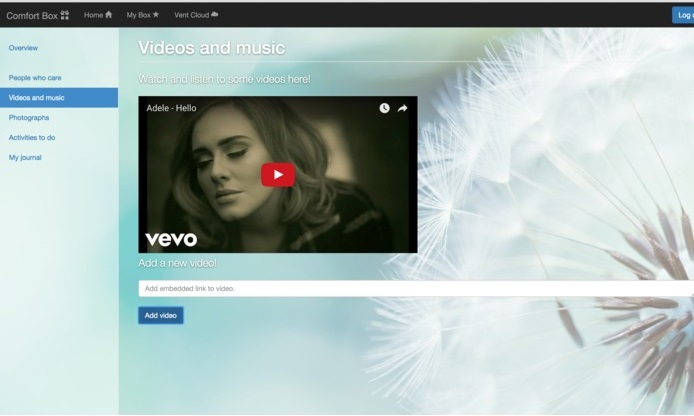 Comfort Box Home My Box Vent Cloud Log
Overview
People who care
Videos and music
Photographs
Activities to do
My journal
Videos and music
Watch and listen to some videos here!
Adele - Hello
vevo
Add a new video!
Add embedded link to video.
Add video